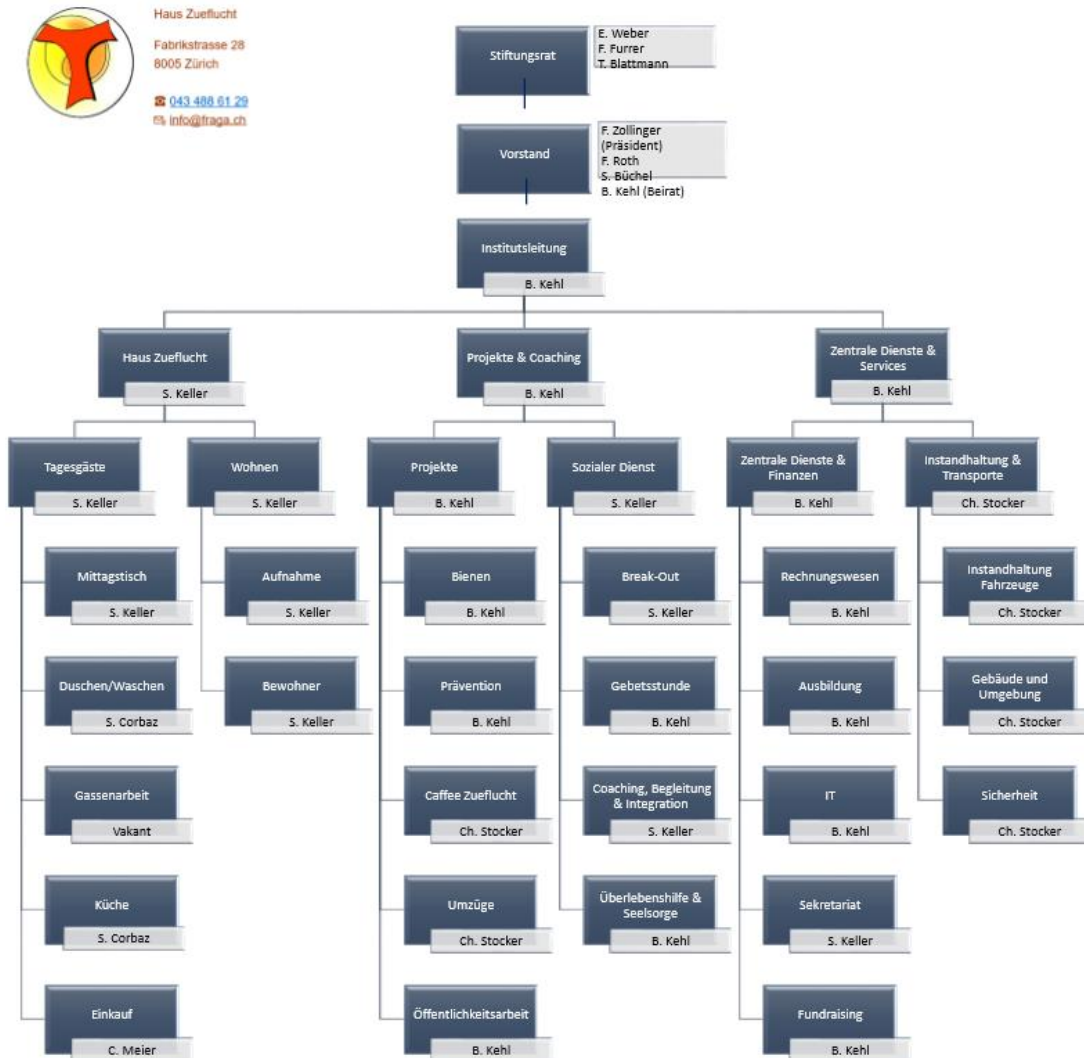 Haus Zueflucht
Fabrikstrasse 28
8005 Zürich
☎ 043 488 61 29
✉ info@fraga.ch
Stiftungsrat
E. Weber
F. Furrer
T. Blattmann
Vorstand
F. Zollinger
(Präsident)
F. Roth
S. Büchel
B. Kehl (Beirat)
Institutsleitung
B. Kehl
Haus Zueflucht
S. Keller
Projekte & Coaching
B. Kehl
Zentrale Dienste &
Services
B. Kehl
Tagesgäste
S. Keller
Wohnen
S. Keller
Projekte
B. Kehl
Sozialer Dienst
S. Keller
Zentrale Dienste &
Finanzen
B. Kehl
Instandhaltung &
Transporte
Ch. Stocker
Mittagstisch
S. Keller
Aufnahme
S. Keller
Bienen
B. Kehl
Break-Out
S. Keller
Rechnungswesen
B. Kehl
Instandhaltung
Fahrzeuge
Ch. Stocker
Duschen/Waschen
S. Corbaz
Bewohner
S. Keller
Prävention
B. Kehl
Gebetsstunde
B. Kehl
Ausbildung
B. Kehl
Gebäude und
Umgebung
Ch. Stocker
Gassenarbeit
Vakant
Caffee Zueflucht
Ch. Stocker
Coaching, Begleitung
& Integration
S. Keller
IT
B. Kehl
Sicherheit
Ch. Stocker
Küche
S. Corbaz
Umzüge
Ch. Stocker
Überlebenshilfe &
Seelsorge
B. Kehl
Sekretariat
S. Keller
Einkauf
C. Meier
Öffentlichkeitsarbeit
B. Kehl
Fundraising
B. Kehl